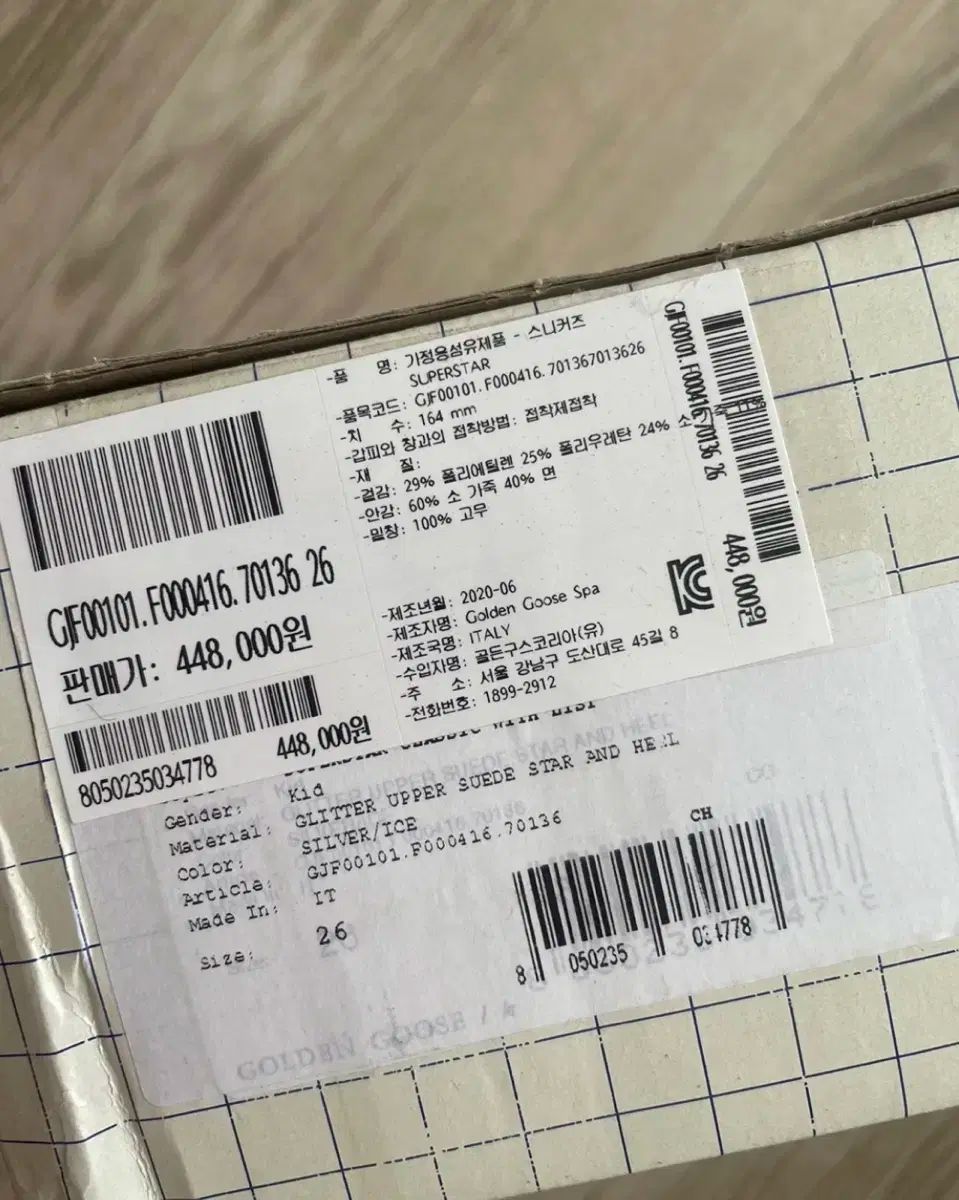 GJF00101.F000416.70136 26
판매가: 448,000원
8050235034778
448,000원
-품 명: 기정용섬유제품 - 스니커즈
SUPERSTAR
-품목코드: GJF00101.F000416.701367013626
-치 수: 164 mm
-갑피와 창과의 접착방법: 접착제접착
-재 질:
-겉감: 29% 폴리에틸렌 25% 폴리우레탄 24% 소
-안감: 60% 소 가죽 40% 면
-밑창: 100% 고무
-제조년월: 2020-06
-제조자명: Golden Goose Spa
-제조국명: ITALY
-수입자명: 골든구스코리아(유)
-주 소: 서울 강남구 도산대로 45길 8
-전화번호: 1899-2912
GJF00101.F000416.70136 26
448,000원
Gender: Kid
Material: GLITTER UPPER SUEDE STAR AND HEEL
Color: SILVER/ICE
Article: GJF00101.F000416.70136
Made In: IT
Size: 26
CH
8 050235 034778
GOLDEN GOOSE /